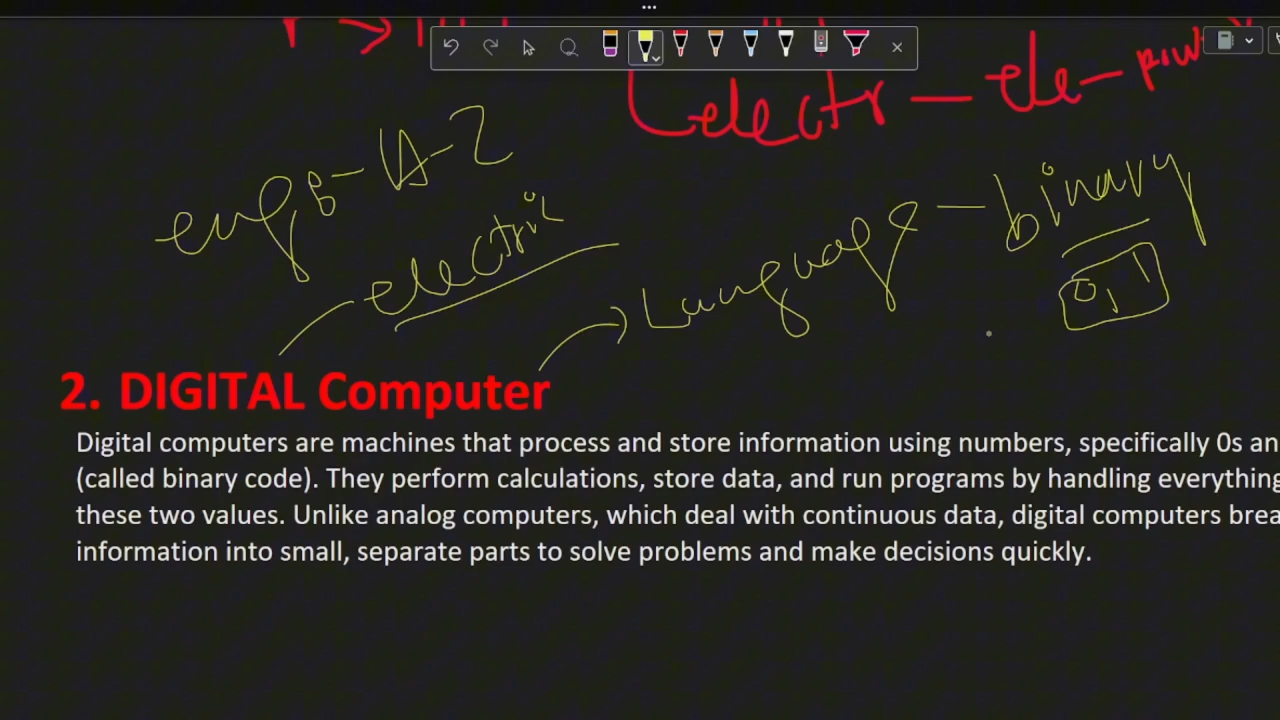 electr - ele - pow
eng - A-Z
electric
Language - binary
0, 1
2. DIGITAL Computer
Digital computers are machines that process and store information using numbers, specifically 0s an
(called binary code). They perform calculations, store data, and run programs by handling everything
these two values. Unlike analog computers, which deal with continuous data, digital computers brea
information into small, separate parts to solve problems and make decisions quickly.